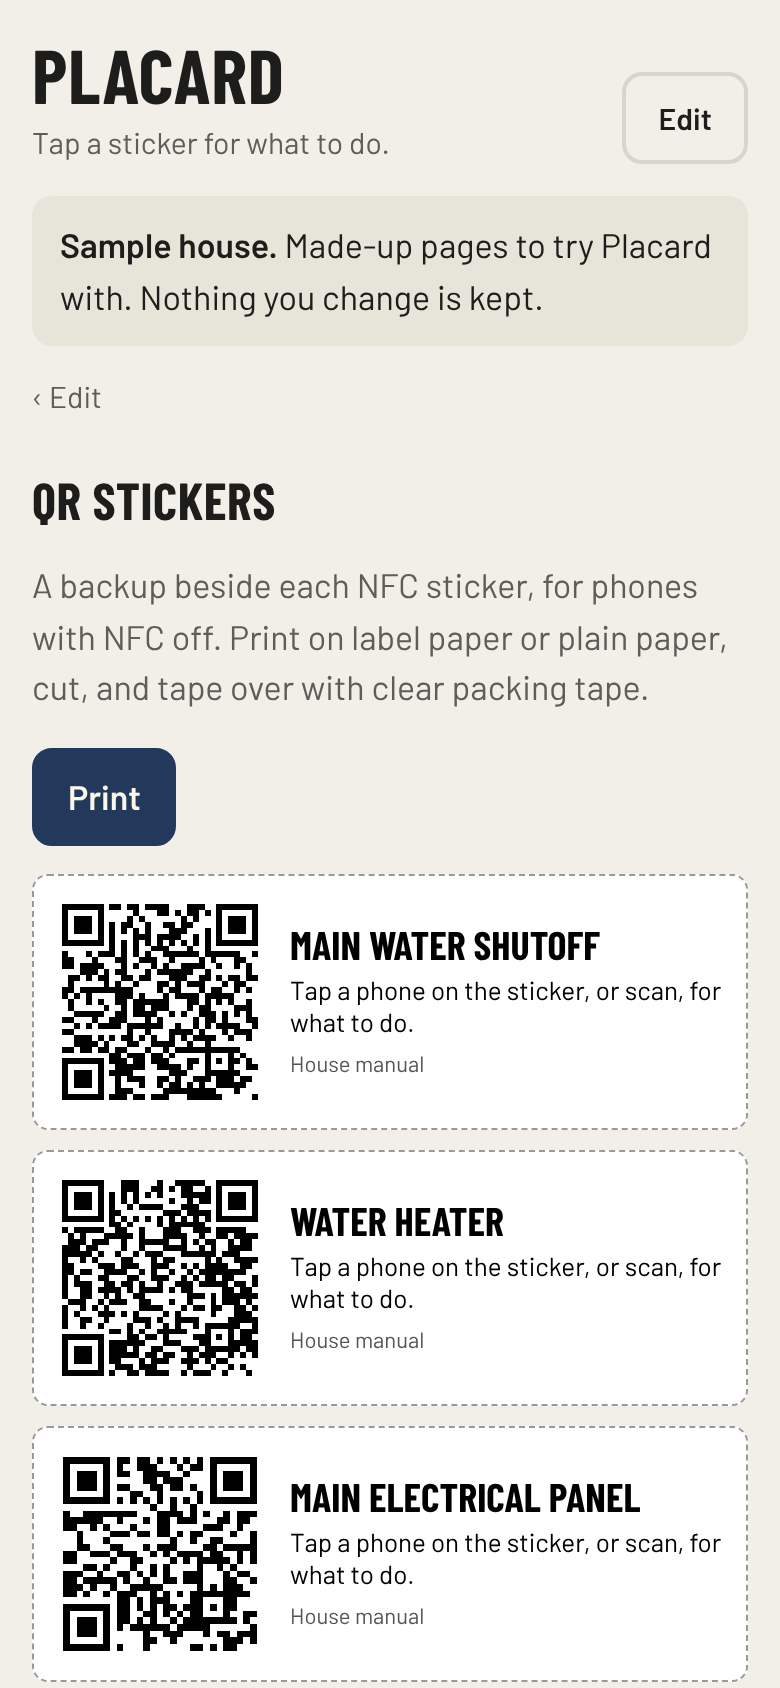 PLACARD
Tap a sticker for what to do.
Edit
Sample house. Made-up pages to try Placard
with. Nothing you change is kept.
‹ Edit
QR STICKERS
A backup beside each NFC sticker, for phones
with NFC off. Print on label paper or plain paper,
cut, and tape over with clear packing tape.
Print
MAIN WATER SHUTOFF
Tap a phone on the sticker, or scan, for
what to do.
House manual
WATER HEATER
Tap a phone on the sticker, or scan, for
what to do.
House manual
MAIN ELECTRICAL PANEL
Tap a phone on the sticker, or scan, for
what to do.
House manual